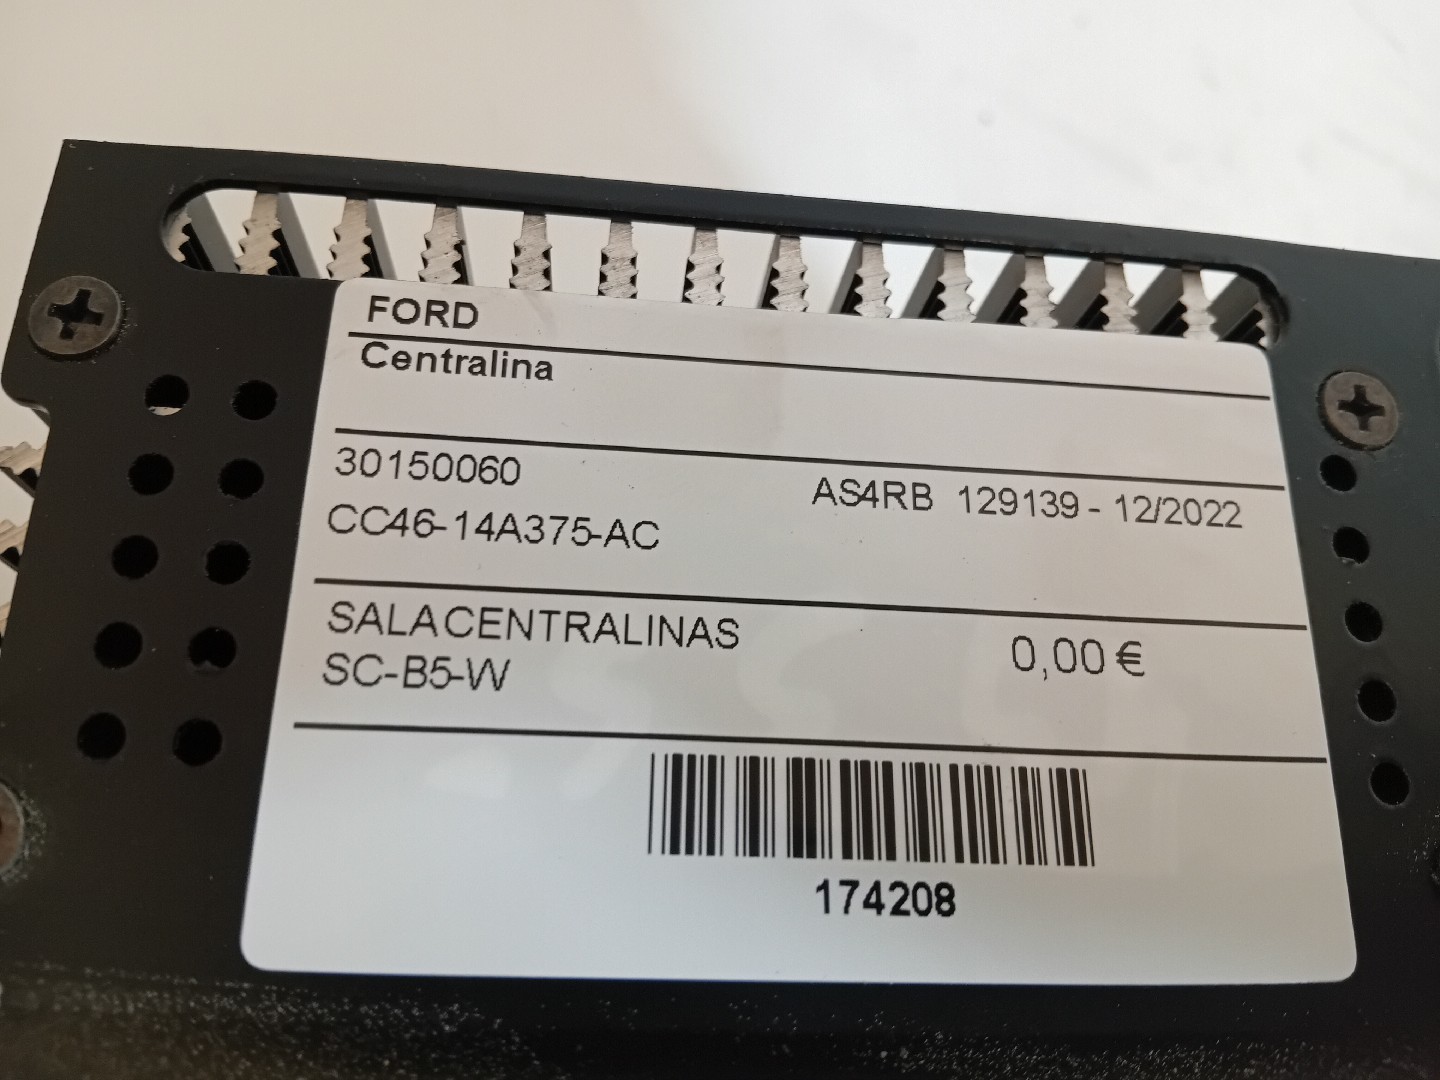 FORD
Centralina
30150060
AS4RB 129139 - 12/2022
CC46-14A375-AC
SALACENTRALINAS
0,00 €
SC-B5-W
174208